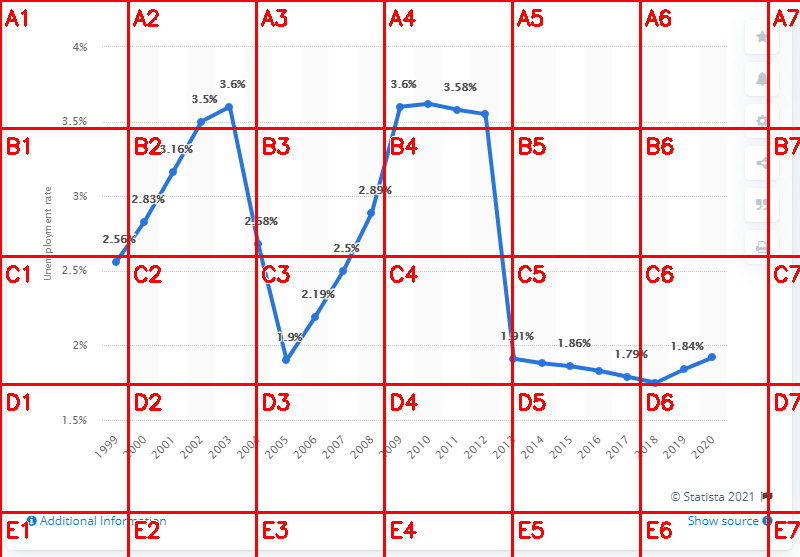 A1 A2 A3 A4 A5 A6 A7
4%
3.6% 3.6% 3.58%
3.5%
3.5%
B1 B2 B3 B4 B5 B6 B7
3.16%
3%
2.89%
2.83%
2.68%
2.56%
2.5%
Unemployment rate
C1 C2 C3 C4 C5 C6 C7
2.5%
2.19%
2%
1.9% 1.91% 1.86% 1.79% 1.84%
D1 D2 D3 D4 D5 D6 D7
1.5%
1999 2000 2001 2002 2003 2004 2005 2006 2007 2008 2009 2010 2011 2012 2013 2014 2015 2016 2017 2018 2019 2020
© Statista 2021
E1 E2 E3 E4 E5 E6 E7
Additional Information
Show source